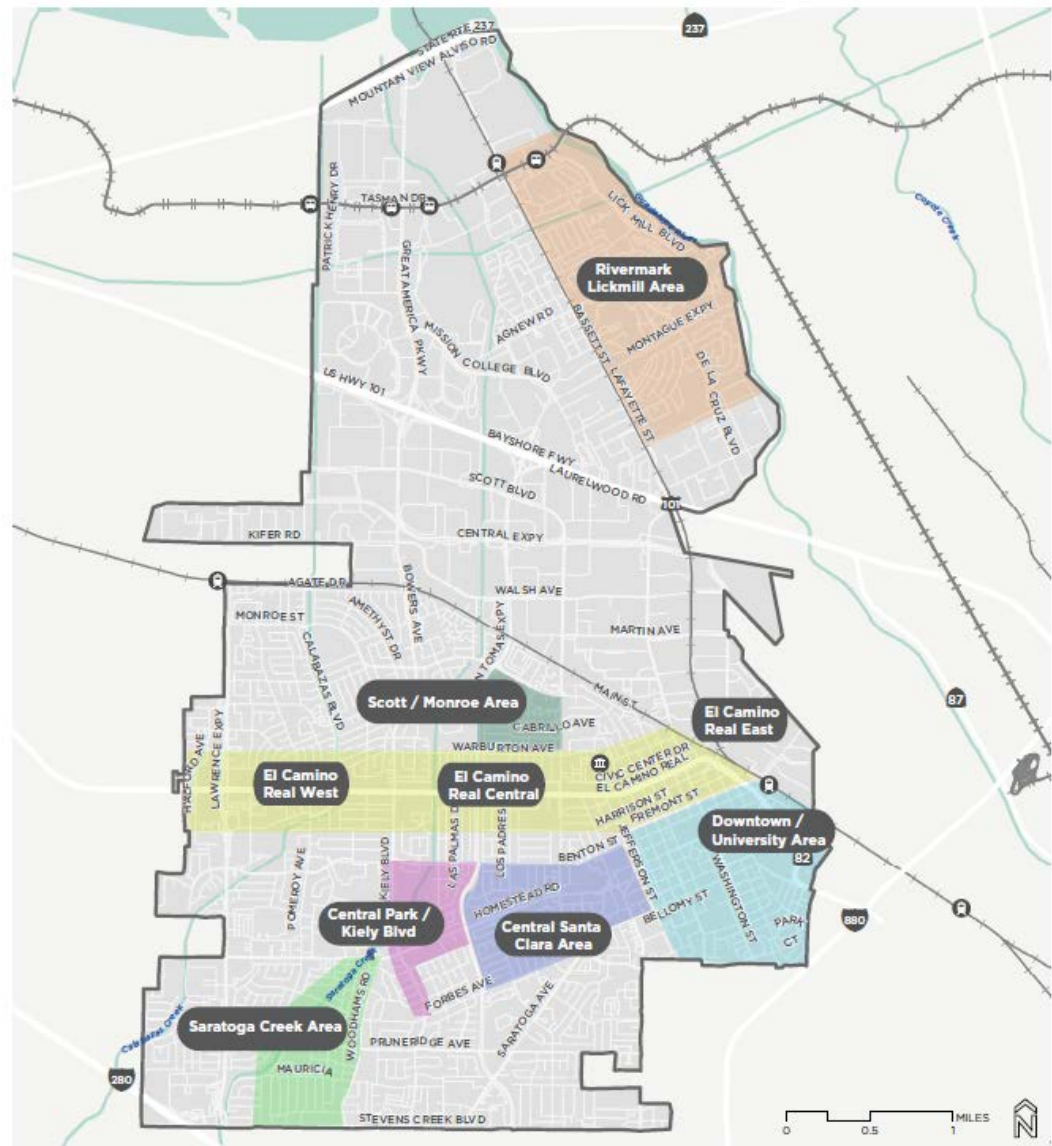 STATE RTE 237
237
MOUNTAIN VIEW ALVISO RD
PATRICK HENRY DR
TASMAN DR
LICK MILL BLVD
Coyote Creek
GREAT AMERICA PKWY
Rivermark
Lickmill Area
AGNEW RD
BASSETT ST
MONTAGUE EXPY
MISSION COLLEGE BLVD
LAFAYETTE ST
DE LA CRUZ BLVD
US HWY 101
BAYSHORE FWY
LAURELWOOD RD
SCOTT BLVD
101
KIFER RD
CENTRAL EXPY
AGATE DR
BOWERS AVE
WALSH AVE
MONROE ST
AMETHYST DR
MARTIN AVE
CALABAZAS BLVD
N TOMAS EXPY
MAIN ST
87
Scott / Monroe Area
CABRILLO AVE
El Camino
Real East
HALFORD AVE
LAWRENCE EXPY
WARBURTON AVE
CIVIC CENTER DR
EL CAMINO REAL
El Camino
Real West
El Camino
Real Central
HARRISON ST
FREMONT ST
LAS PALMAS D
LOS PADRES
Downtown /
University Area
82
KIELY BLVD
BENTON ST
JEFFERSON ST
WASHINGTON ST
POMEROY AVE
HOMESTEAD RD
BELLOMY ST
PARK
CT
880
Central Park /
Kiely Blvd
Central Santa
Clara Area
Saratoga Creek
WOODHAMS RD
FORBES AVE
SARATOGA AVE
Saratoga Creek Area
Calabazas Creek
PRUNERIDGE AVE
280
MAURICIA
STEVENS CREEK BLVD
MILES
0 0.5 1
N